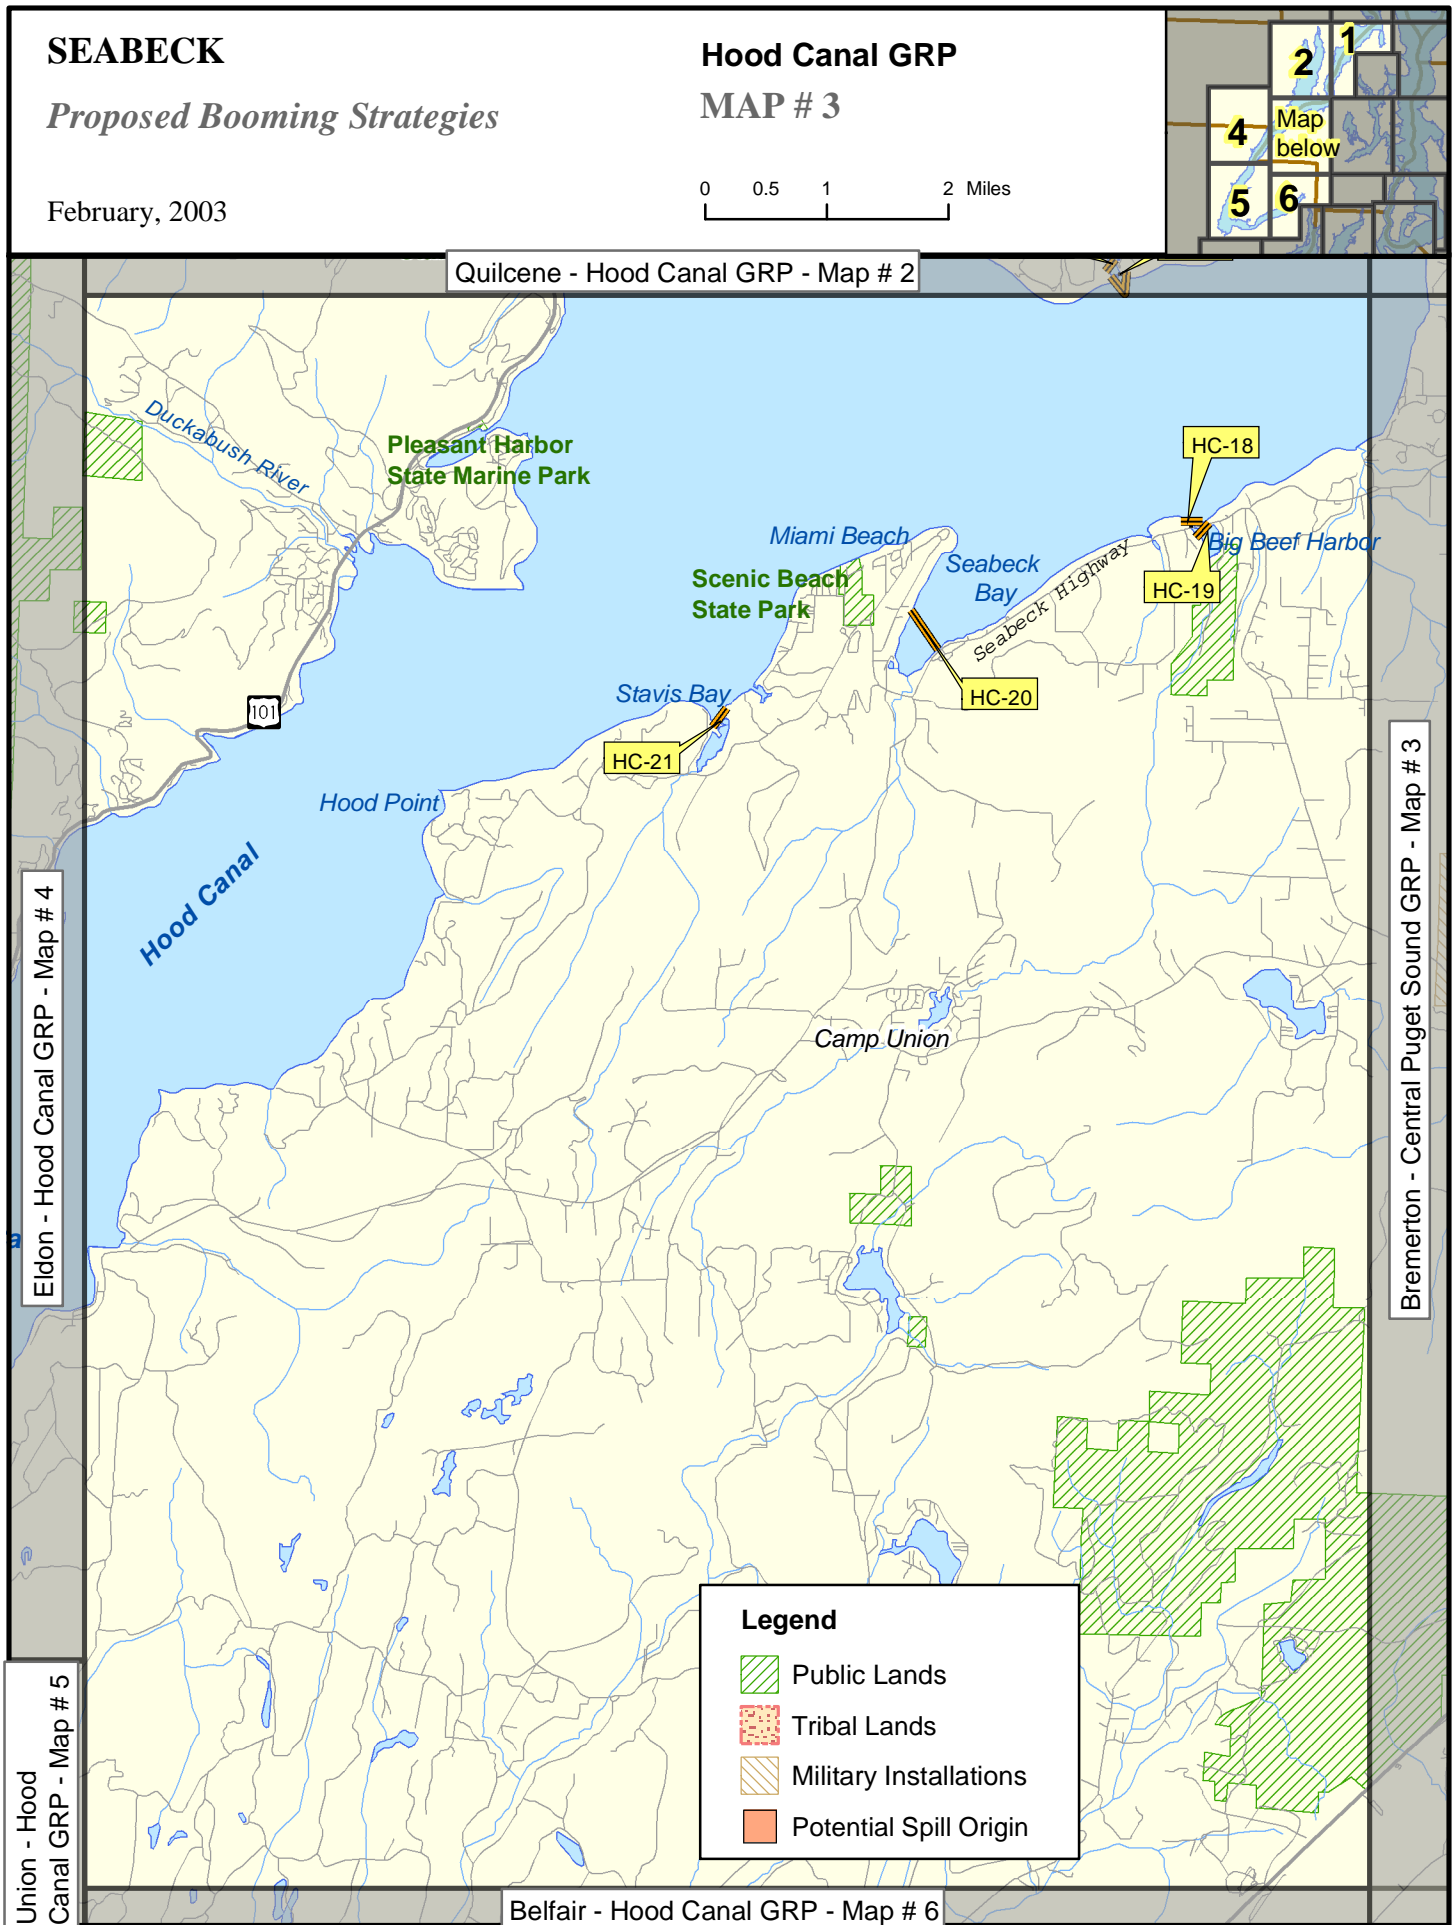 SEABECK
Proposed Booming Strategies
February, 2003
Hood Canal GRP
MAP # 3
0 0.5 1 2 Miles
1
2
4
Map
below
5
6
Quilcene - Hood Canal GRP - Map # 2
Duckabush River
Pleasant Harbor
State Marine Park
HC-18
Miami Beach
Big Beef Harbor
Seabeck
Bay
Scenic Beach
State Park
Seabeck Highway
HC-19
HC-20
Stavis Bay
101
HC-21
Hood Point
Hood Canal
Eldon - Hood Canal GRP - Map # 4
Bremerton - Central Puget Sound GRP - Map # 3
Camp Union
a
Legend
Public Lands
Tribal Lands
Military Installations
Potential Spill Origin
Union - Hood
Canal GRP - Map # 5
Belfair - Hood Canal GRP - Map # 6